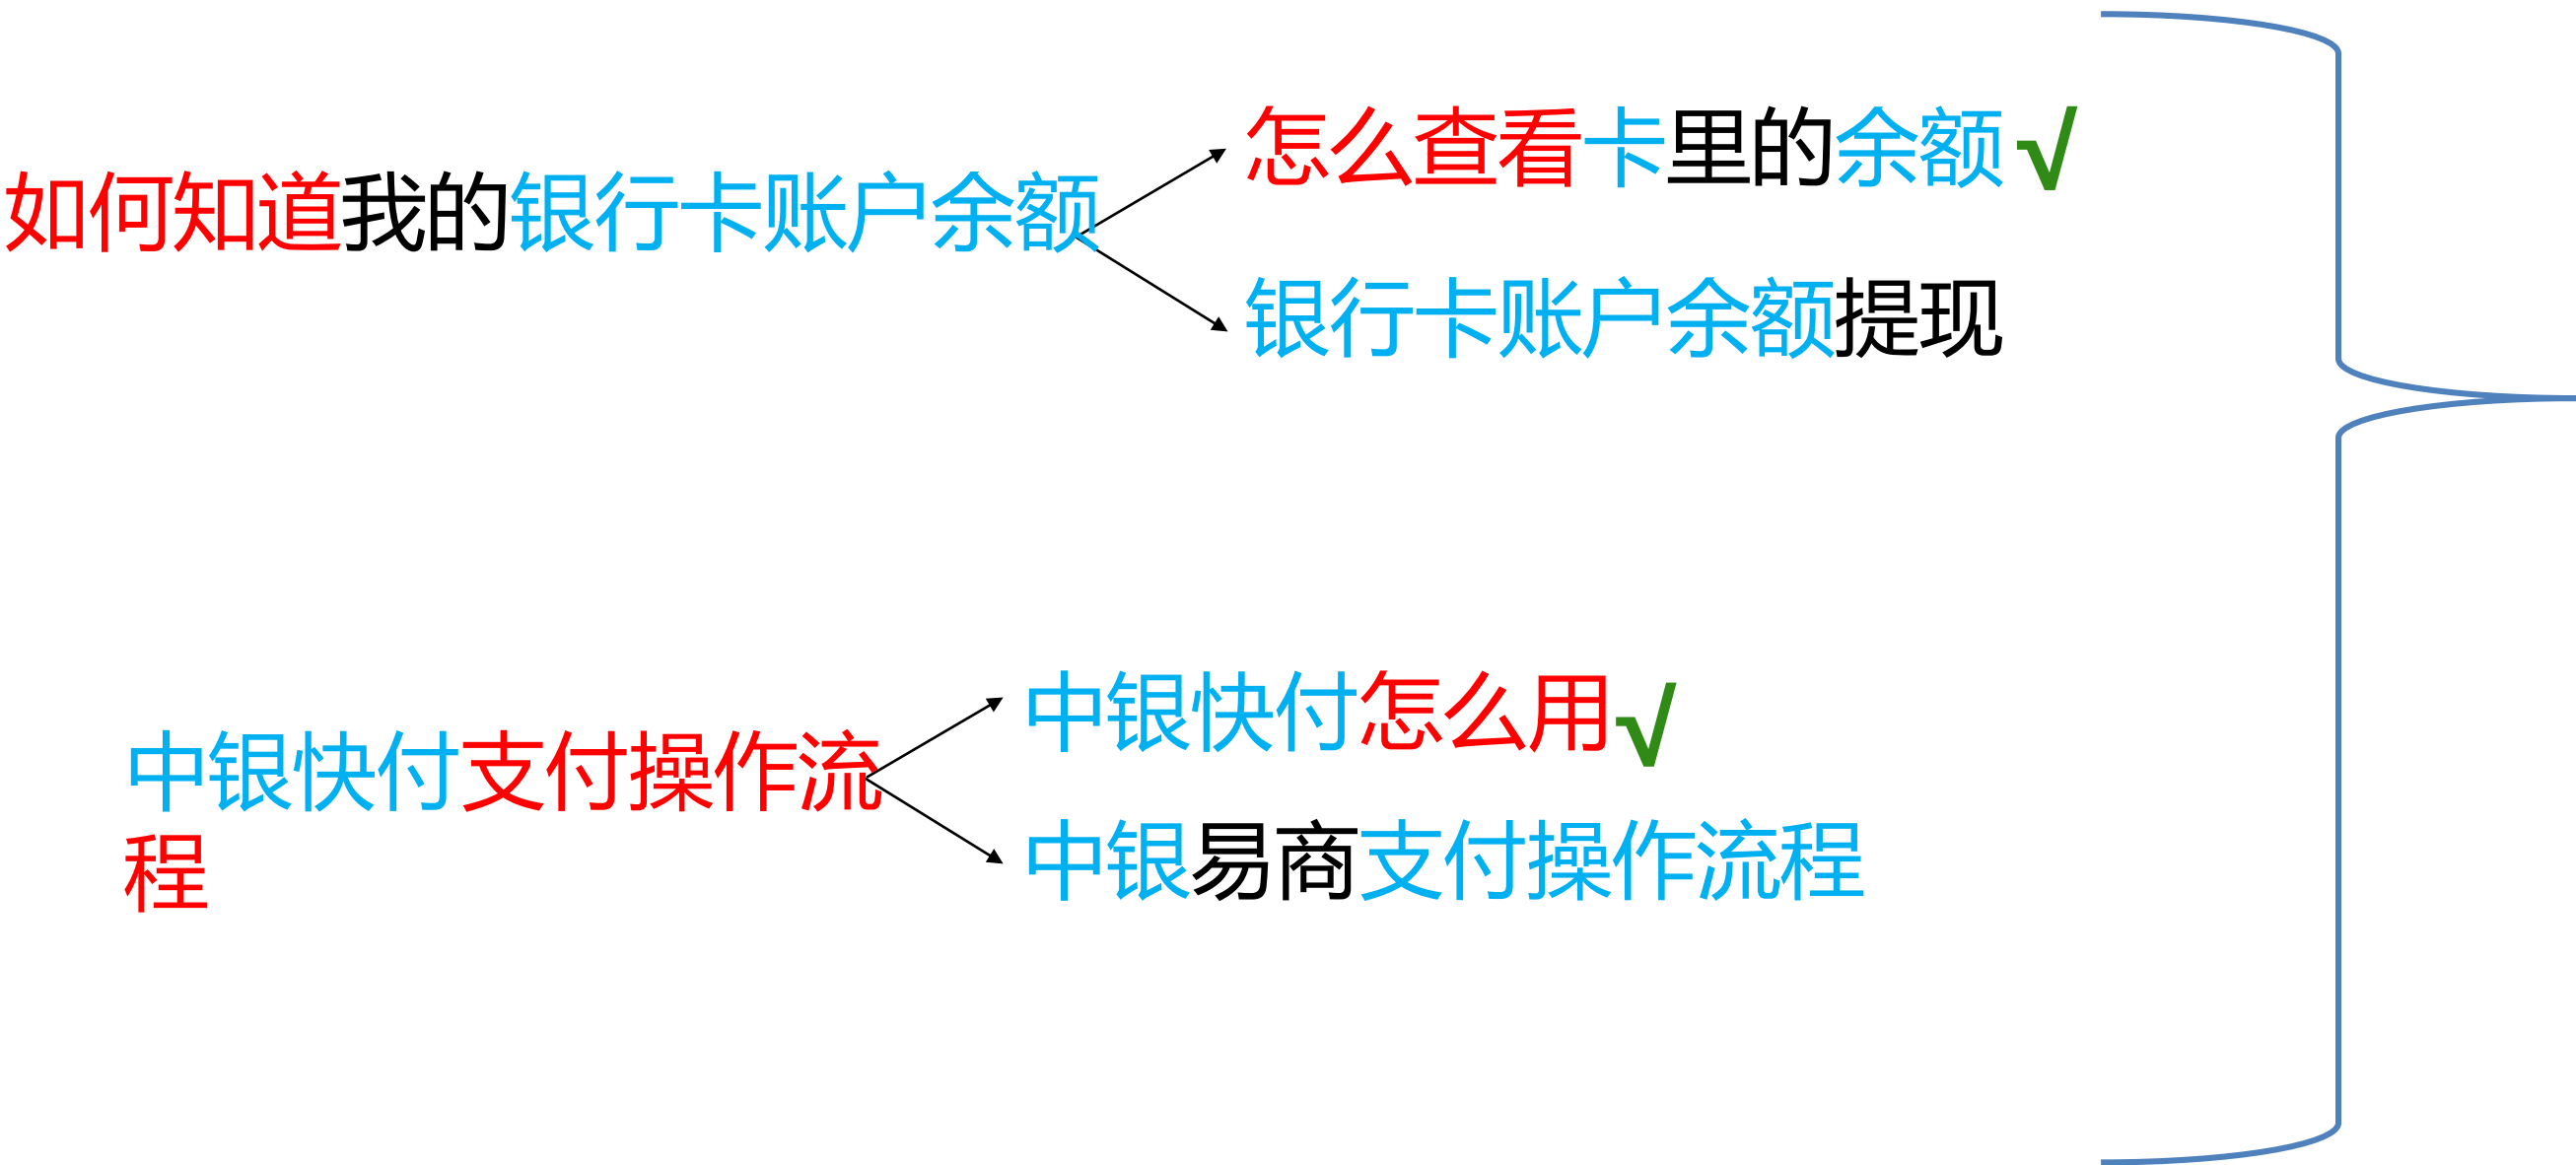 怎么查看卡里的余额√
如何知道我的银行卡账户余额
银行卡账户余额提现
中银快付怎么用√
中银快付支付操作流
程
中银易商支付操作流程